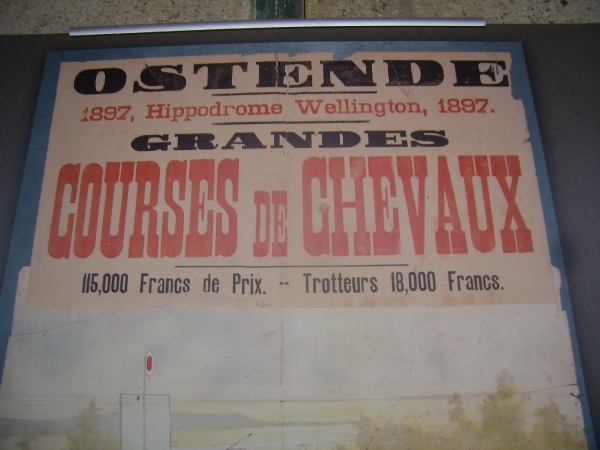 OSTENDE
1897, Hippodrome Wellington, 1897.
GRANDES
COURSES DE CHEVAUX
115,000 Francs de Prix. -- Trotteurs 18,000 Francs.